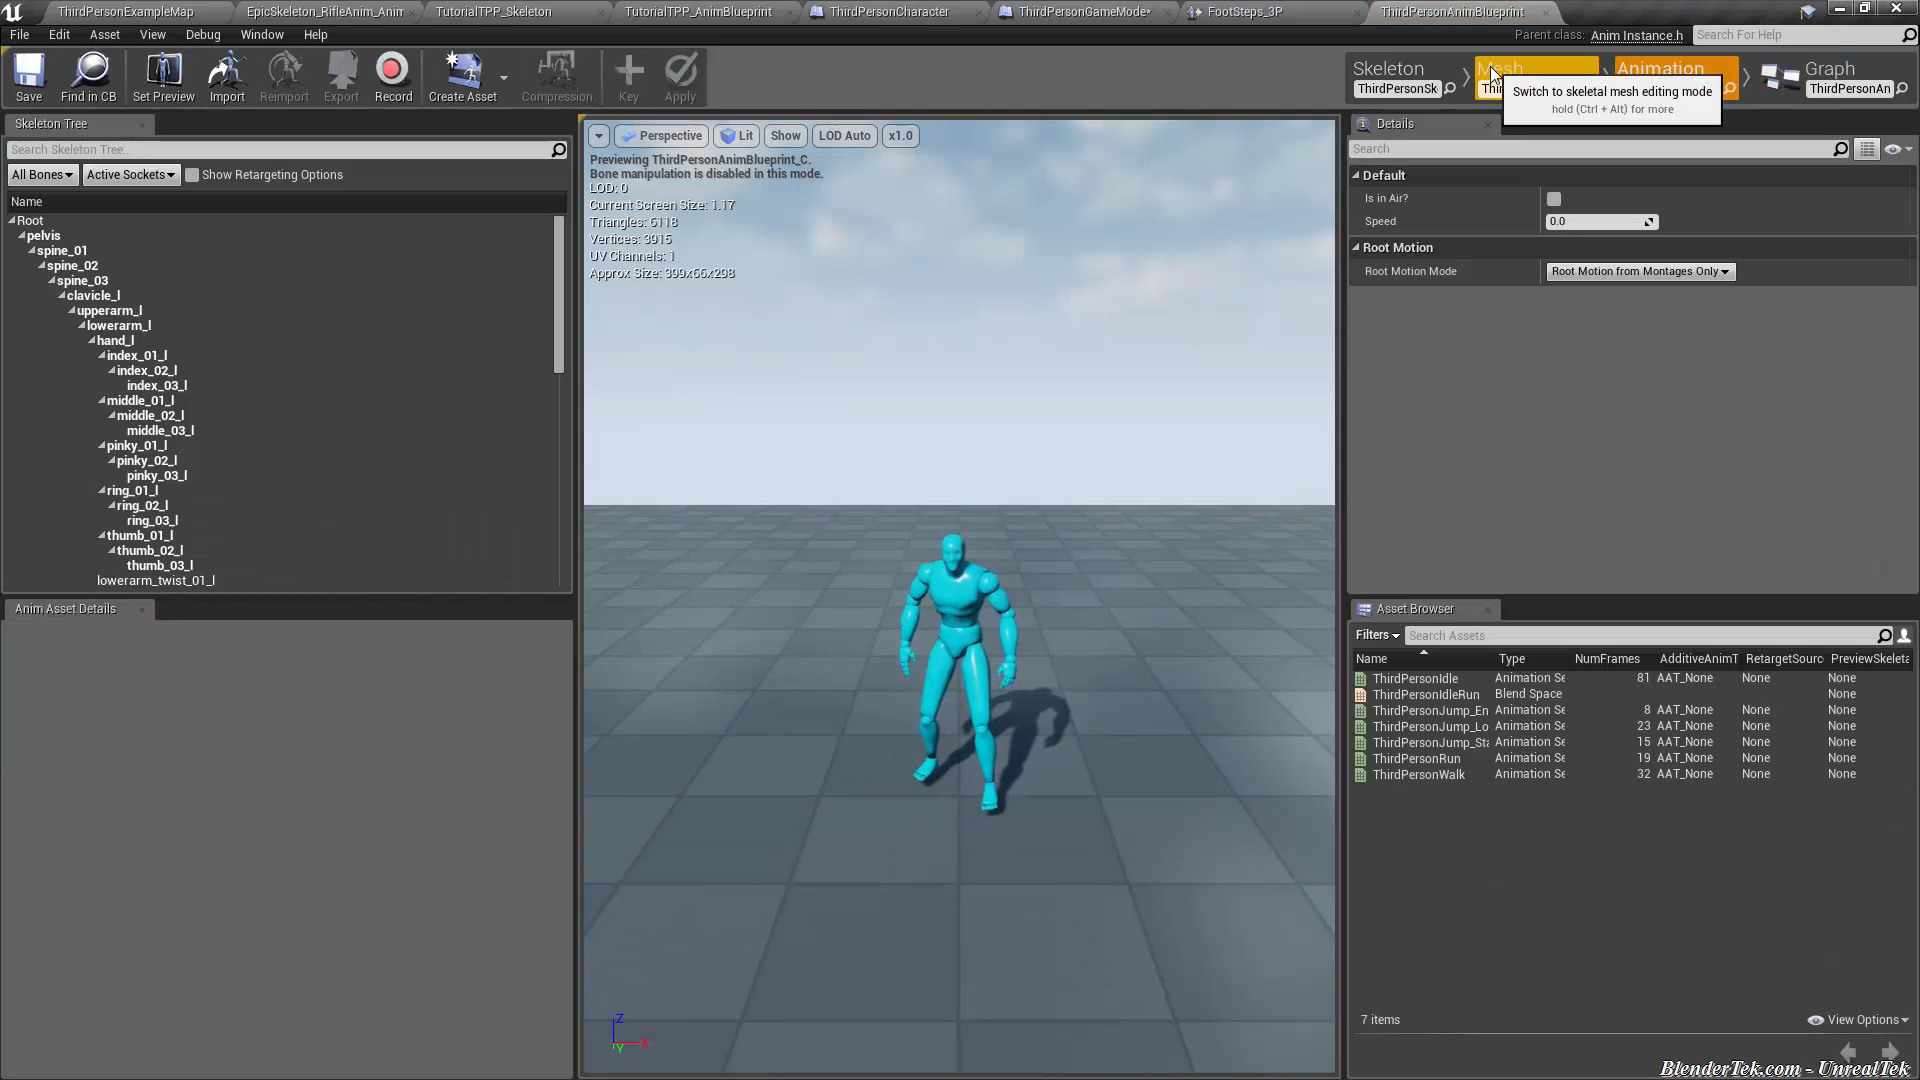 ThirdPersonExampleMap
EpicSkeleton_RifleAnim_Anim
TutorialTPP_Skeleton
TutorialTPP_AnimBlueprint
ThirdPersonCharacter
ThirdPersonGameMode*
FootSteps_3P
ThirdPersonAnimBlueprint
File Edit Asset View Debug Window Help
Parent class: Anim Instance.h
Search For Help
Save
Find in CB
Set Preview
Import
Reimport
Export
Record
Create Asset
Compression
Key
Apply
Skeleton
ThirdPersonSk
Mesh
Thir
Animation
Graph
ThirdPersonAn
Switch to skeletal mesh editing mode
hold (Ctrl + Alt) for more
Skeleton Tree
Search Skeleton Tree...
All Bones
Active Sockets
Show Retargeting Options
Name
Root
pelvis
spine_01
spine_02
spine_03
clavicle_l
upperarm_l
lowerarm_l
hand_l
index_01_l
index_02_l
index_03_l
middle_01_l
middle_02_l
middle_03_l
pinky_01_l
pinky_02_l
pinky_03_l
ring_01_l
ring_02_l
ring_03_l
thumb_01_l
thumb_02_l
thumb_03_l
lowerarm_twist_01_l
Anim Asset Details
Perspective
Lit
Show
LOD Auto
x1.0
Previewing ThirdPersonAnimBlueprint_C.
Bone manipulation is disabled in this mode.
LOD: 0
Current Screen Size: 1.17
Triangles: 6118
Vertices: 3915
UV Channels: 1
Approx Size: 399x66x298
Z
X
Y
Details
Search
Default
Is in Air?
Speed 0.0
Root Motion
Root Motion Mode Root Motion from Montages Only
Asset Browser
Filters Search Assets
Name Type NumFrames AdditiveAnimT RetargetSourc PreviewSkeleta
ThirdPersonIdle Animation Se 81 AAT_None None None
ThirdPersonIdleRun Blend Space None
ThirdPersonJump_En Animation Se 8 AAT_None None None
ThirdPersonJump_Lo Animation Se 23 AAT_None None None
ThirdPersonJump_Sta Animation Se 15 AAT_None None None
ThirdPersonRun Animation Se 19 AAT_None None None
ThirdPersonWalk Animation Se 32 AAT_None None None
7 items
View Options
BlenderTek.com - UnrealTek